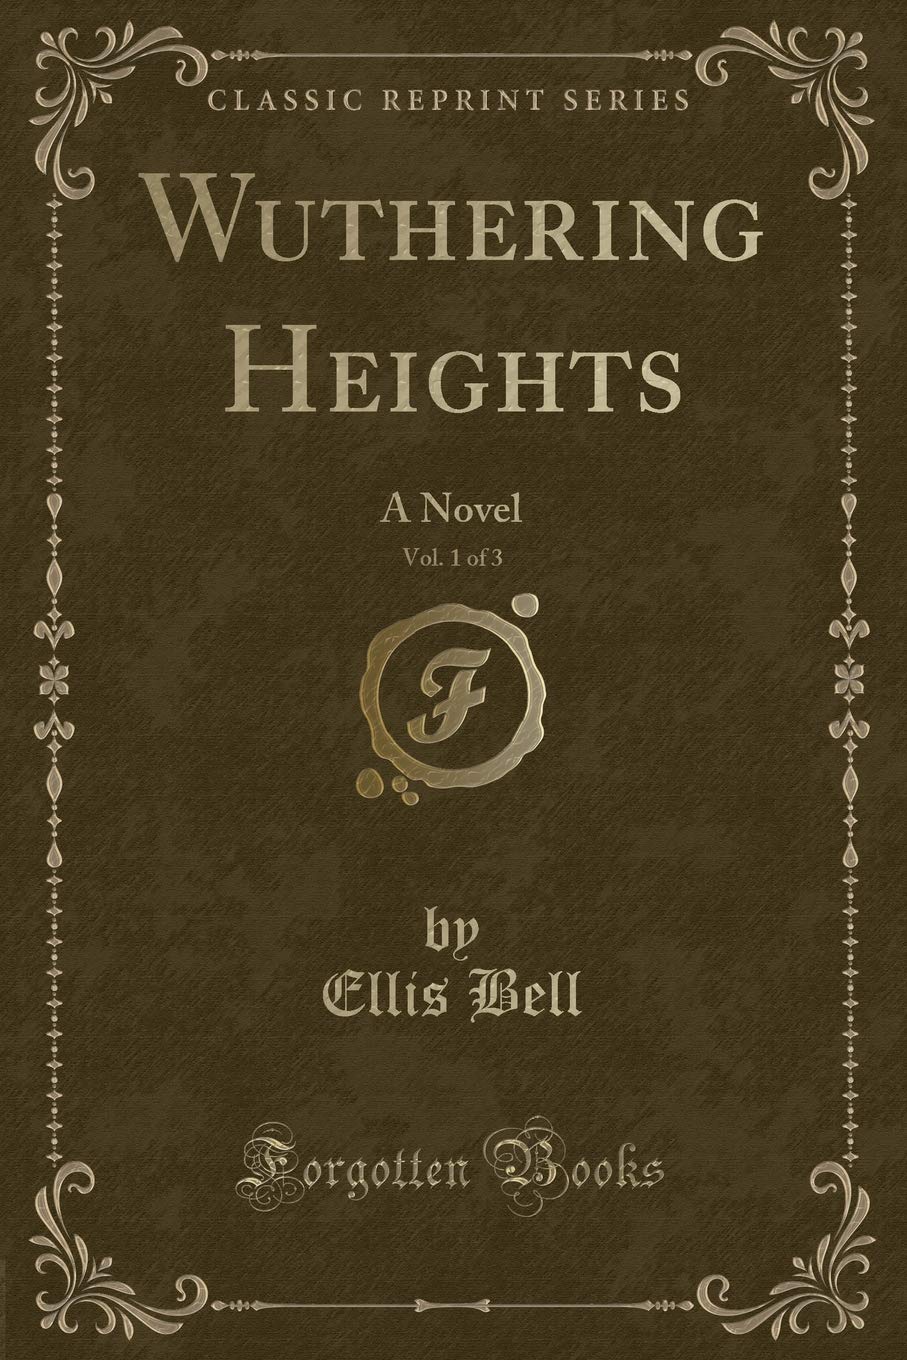 CLASSIC REPRINT SERIES
WUTHERING
HEIGHTS
A Novel
Vol. 1 of 3
F
by
Ellis Bell
Forgotten Books